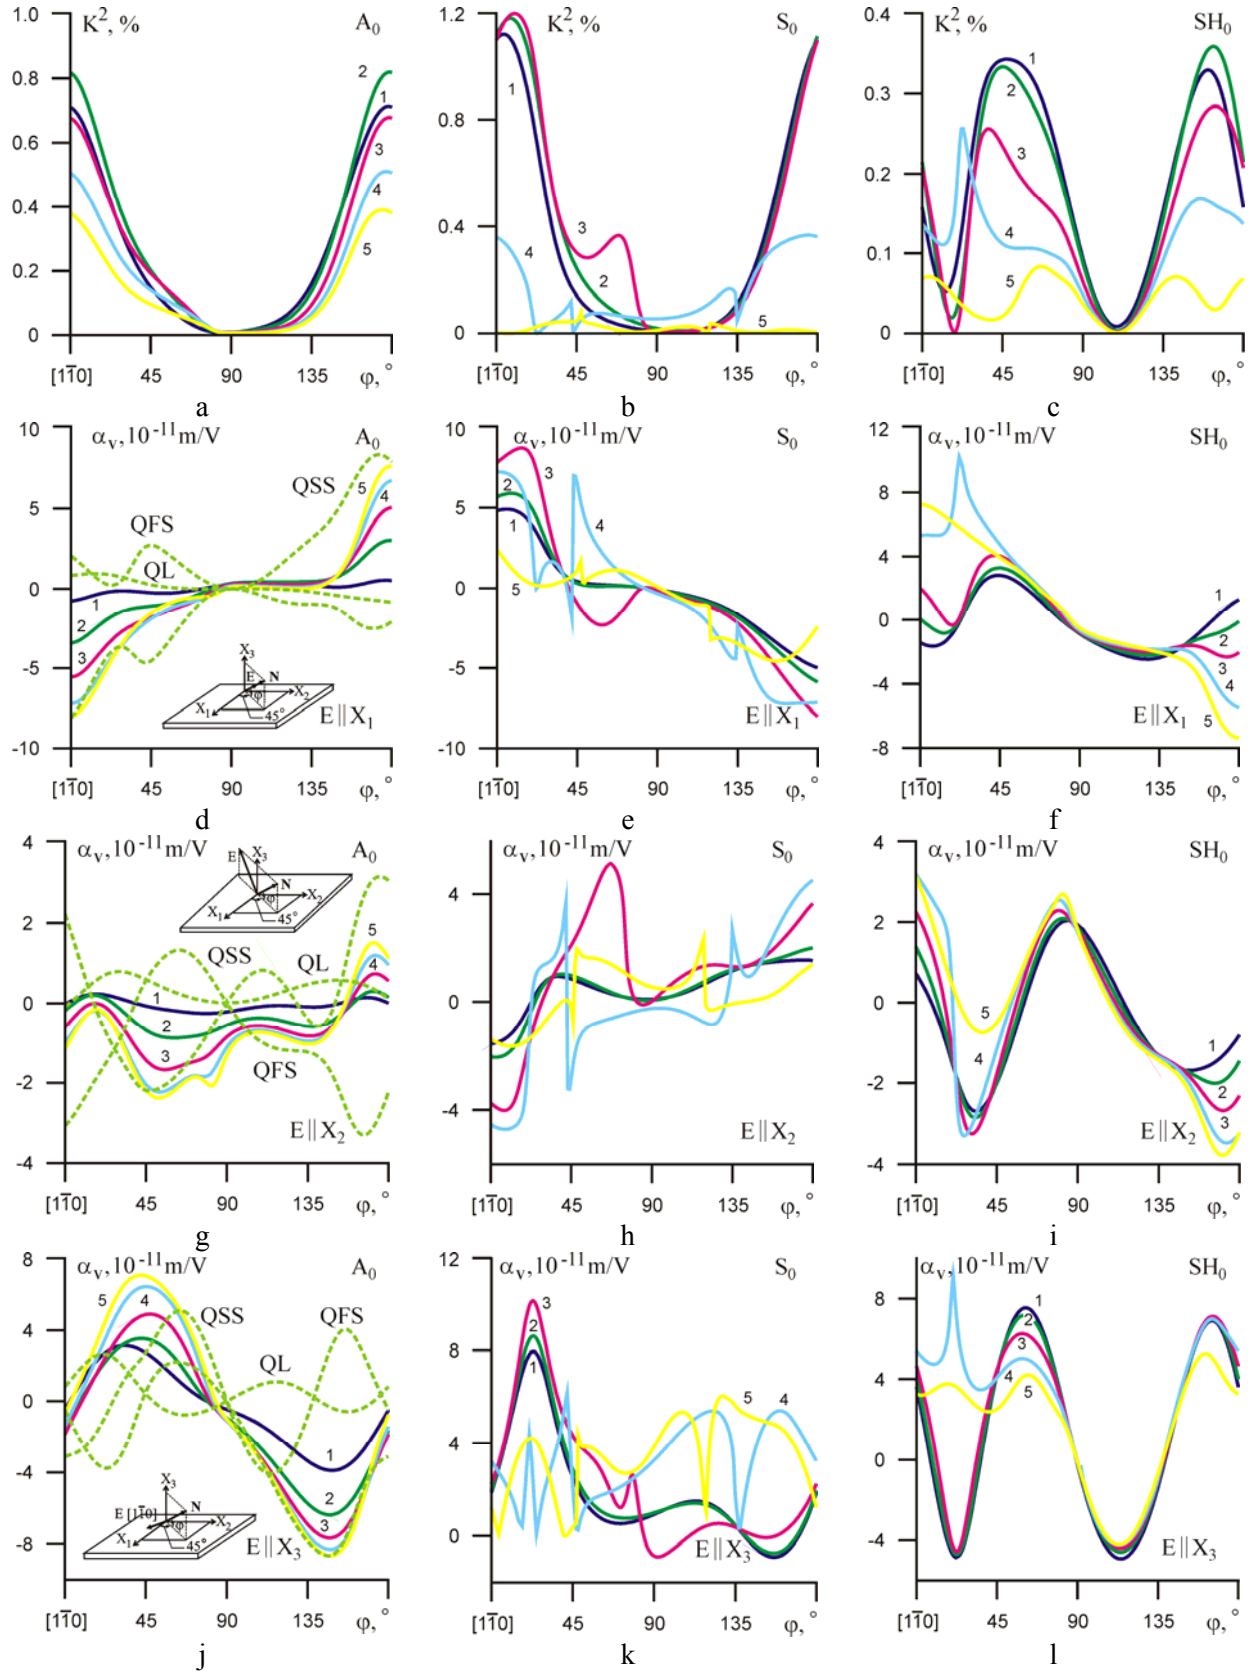 K², % A₀
1.0
0.8
0.6
0.4
0.2
0
2
1
3
4
5
[11̅0] 45 90 135 φ, °
a
K², % S₀
1.2
0.8
0.4
0
1
3
4
2
5
[11̅0] 45 90 135 φ, °
b
K², % SH₀
0.4
0.3
0.2
0.1
0
1
2
3
4
5
[11̅0] 45 90 135 φ, °
c
αᵥ, 10⁻¹¹ m/V A₀
10
5
0
-5
-10
QSS
QFS
QL
5 4
1
2
3
X₃
E N
X₂
X₁ φ
45°
E || X₁
[11̅0] 45 90 135 φ, °
d
αᵥ, 10⁻¹¹ m/V S₀
10
5
0
-5
-10
3
2
1
4
5
E || X₁
[11̅0] 45 90 135 φ, °
e
αᵥ, 10⁻¹¹ m/V SH₀
12
8
4
0
-4
-8
1
2
3
4
5
E || X₁
[11̅0] 45 90 135 φ, °
f
αᵥ, 10⁻¹¹ m/V A₀
4
2
0
-2
-4
E X₃
N
X₂
X₁ φ
45°
QSS QL
5
4
1
2
3
QFS
E || X₂
[11̅0] 45 90 135 φ, °
g
αᵥ, 10⁻¹¹ m/V S₀
4
0
-4
E || X₂
[11̅0] 45 90 135 φ, °
h
αᵥ, 10⁻¹¹ m/V SH₀
4
2
0
-2
-4
5
4
1
2
3
E || X₂
[11̅0] 45 90 135 φ, °
i
αᵥ, 10⁻¹¹ m/V A₀
8
4
0
-4
-8
5 4
3
2
1
QSS QFS
QL
1
2
3
X₃
E [11̅0] N
X₂
X₁ φ
45°
E || X₃
[11̅0] 45 90 135 φ, °
j
αᵥ, 10⁻¹¹ m/V S₀
12
8
4
0
3
2
1
5 4
E || X₃
[11̅0] 45 90 135 φ, °
k
αᵥ, 10⁻¹¹ m/V SH₀
8
4
0
-4
1
2
3
4
5
E || X₃
[11̅0] 45 90 135 φ, °
l